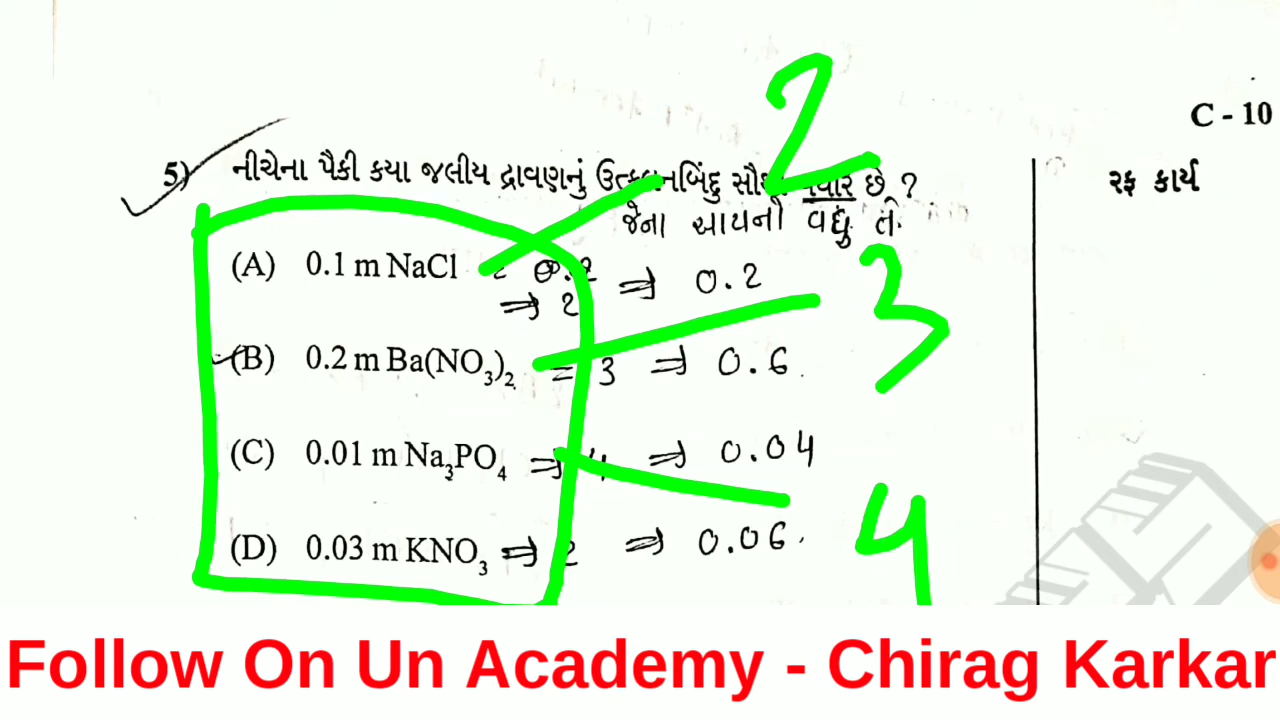 C - 10
5) નીચેના પૈકી કયા જલીય દ્રાવણનું ઉત્કલનબિંદુ સૌથી વધારે છે ?
રફ કાર્ય
જેના આયનો વધું તે.
2
(A) 0.1 m NaCl ⇒ 2 ⇒ 0.2
3
(B) 0.2 m Ba(NO₃)₂ = 3 ⇒ 0.6
(C) 0.01 m Na₃PO₄ ⇒ 4 ⇒ 0.04
4
(D) 0.03 m KNO₃ ⇒ 2 ⇒ 0.06
Follow On Un Academy - Chirag Karkar